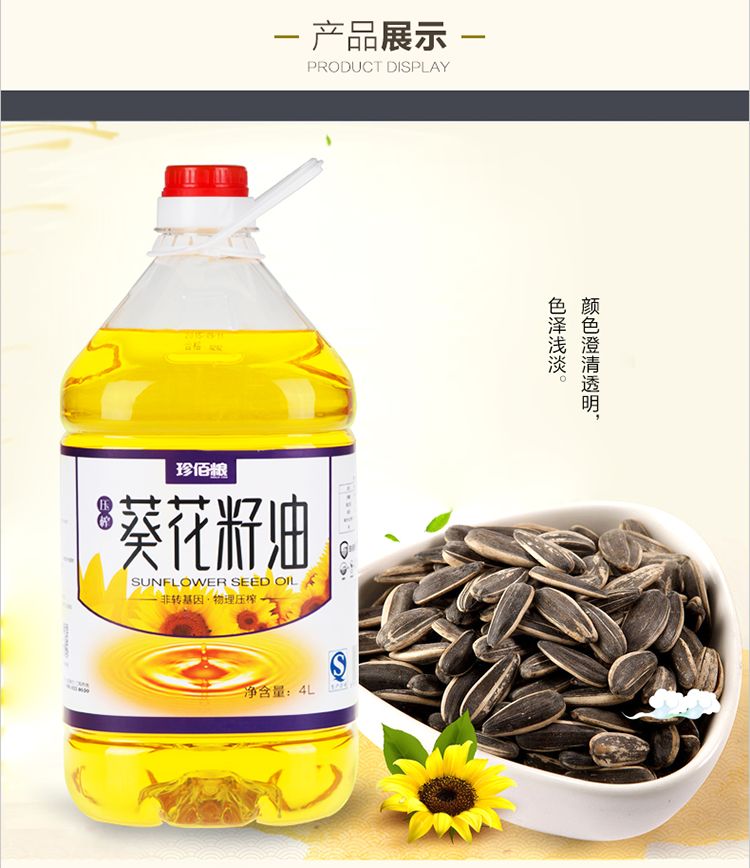 产品展示
PRODUCT DISPLAY
颜色澄清透明，
色泽浅淡。
合格
珍佰粮
压榨
葵花籽油
SUNFLOWER SEED OIL
非转基因·物理压榨
净含量：4L